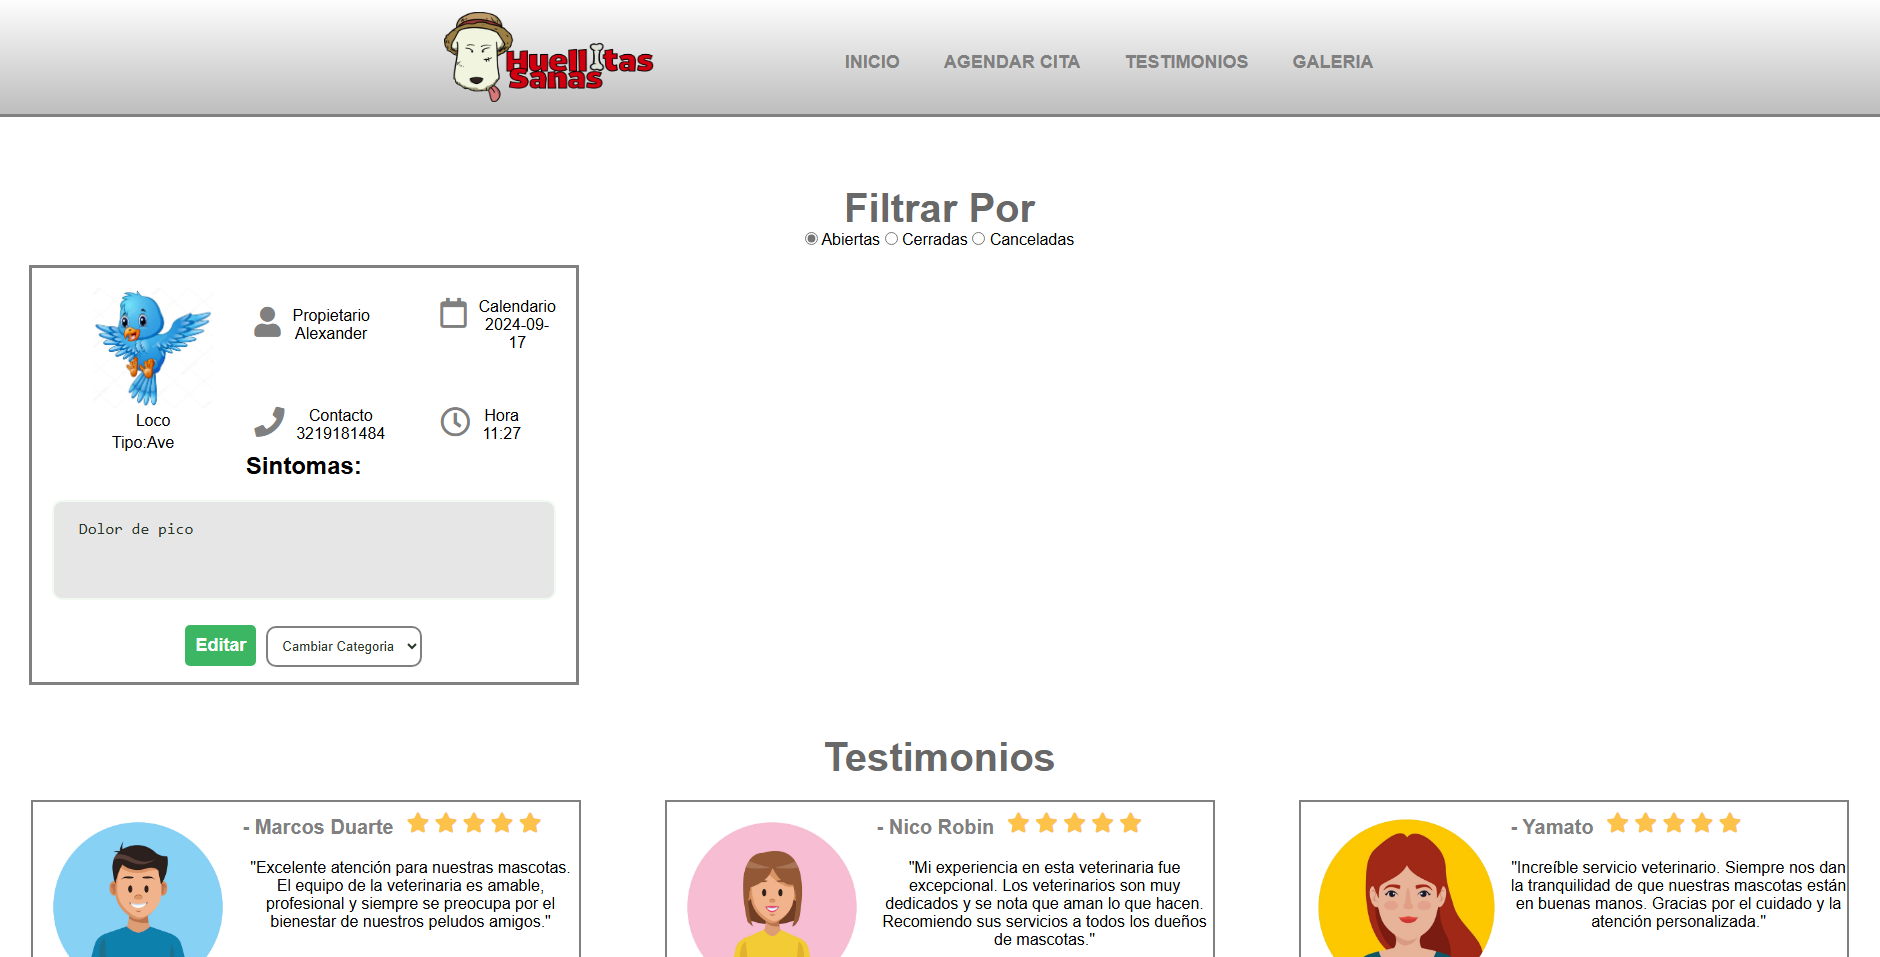 Huellitas
Sanas
INICIO AGENDAR CITA TESTIMONIOS GALERIA
Filtrar Por
Abiertas Cerradas Canceladas
Propietario
Alexander
Calendario
2024-09-
17
Loco
Tipo:Ave
Contacto
3219181484
Hora
11:27
Sintomas:
Dolor de pico
Editar
Cambiar Categoria
Testimonios
- Marcos Duarte
"Excelente atención para nuestras mascotas.
El equipo de la veterinaria es amable,
profesional y siempre se preocupa por el
bienestar de nuestros peludos amigos."
- Nico Robin
"Mi experiencia en esta veterinaria fue
excepcional. Los veterinarios son muy
dedicados y se nota que aman lo que hacen.
Recomiendo sus servicios a todos los dueños
de mascotas."
- Yamato
"Increíble servicio veterinario. Siempre nos dan
la tranquilidad de que nuestras mascotas están
en buenas manos. Gracias por el cuidado y la
atención personalizada."